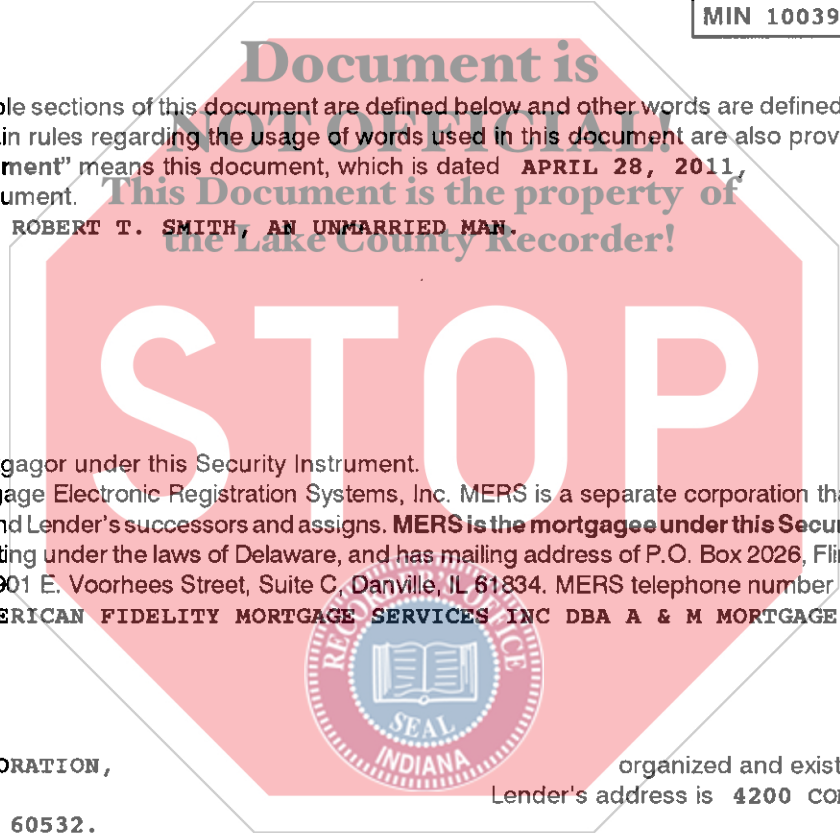 MIN 10039
Document is
ble sections of this document are defined below and other words are defined
NOT OFFICIAL!
in rules regarding the usage of words used in this document are also prov
ment" means this document, which is dated APRIL 28, 2011,
ument.
This Document is the property of
ROBERT T. SMITH, AN UNMARRIED MAN.
the Lake County Recorder!
STOP
gagor under this Security Instrument.
gage Electronic Registration Systems, Inc. MERS is a separate corporation tha
nd Lender's successors and assigns. MERS is the mortgagee under this Secur
ting under the laws of Delaware, and has mailing address of P.O. Box 2026, Fli
901 E. Voorhees Street, Suite C, Danville, IL 61834. MERS telephone number
ERICAN FIDELITY MORTGAGE SERVICES INC DBA A & M MORTGAGE
RECORDER'S OFFICE
SEAL
INDIANA
ORATION,
organized and exist
Lender's address is 4200 CO
60532.